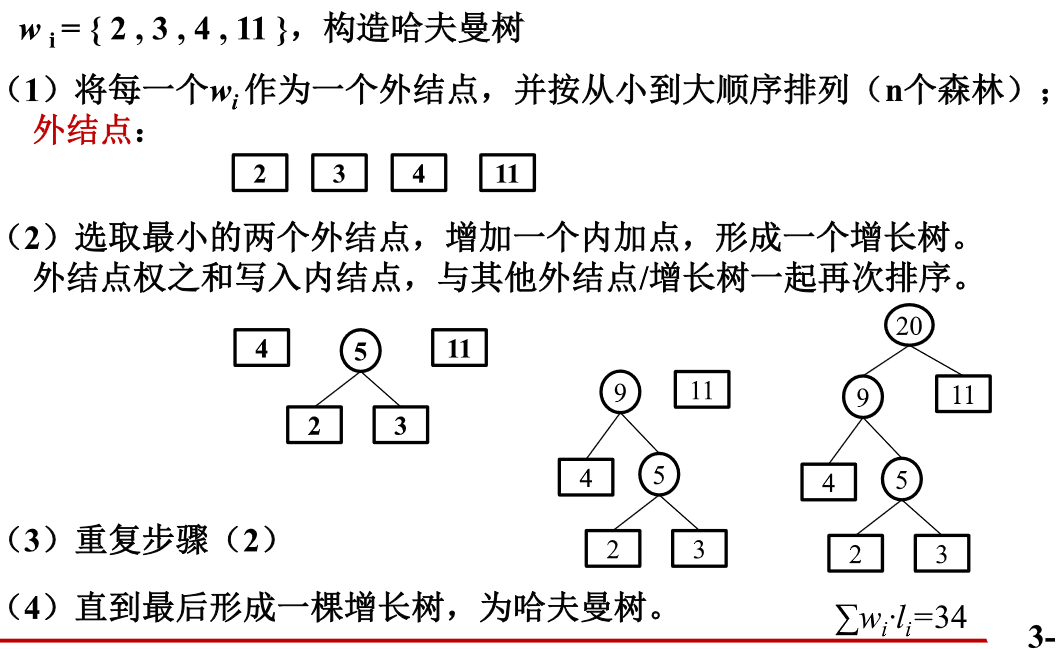 w i = { 2 , 3 , 4 , 11 }，构造哈夫曼树
（1）将每一个wi 作为一个外结点，并按从小到大顺序排列（n个森林）；
外结点：
2 3 4 11
（2）选取最小的两个外结点，增加一个内加点，形成一个增长树。
外结点权之和写入内结点，与其他外结点/增长树一起再次排序。
4 5 11
2 3
9 11
4 5
2 3
20
9 11
4 5
2 3
（3）重复步骤（2）
（4）直到最后形成一棵增长树，为哈夫曼树。
∑wi·li=34
3-